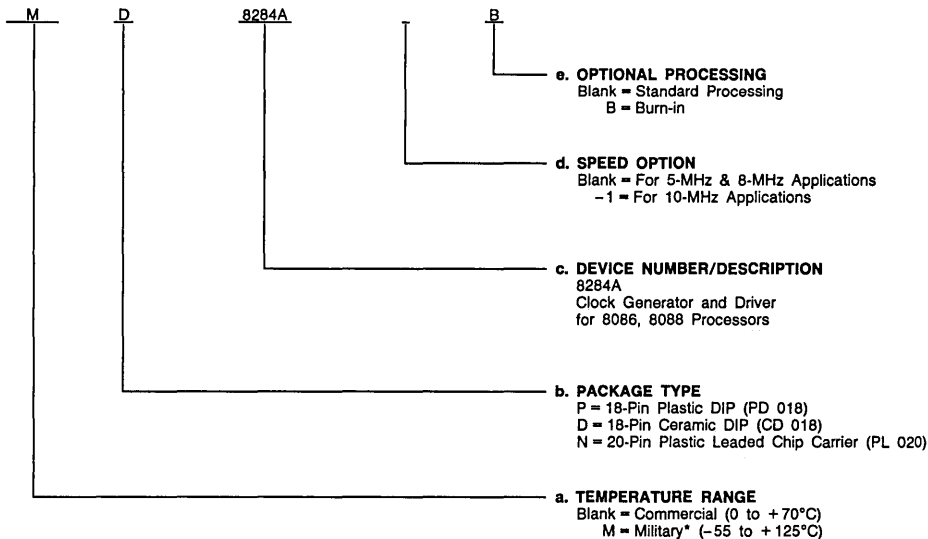 M D 8284A - B
e. OPTIONAL PROCESSING
Blank = Standard Processing
B = Burn-in
d. SPEED OPTION
Blank = For 5-MHz & 8-MHz Applications
-1 = For 10-MHz Applications
c. DEVICE NUMBER/DESCRIPTION
8284A
Clock Generator and Driver
for 8086, 8088 Processors
b. PACKAGE TYPE
P = 18-Pin Plastic DIP (PD 018)
D = 18-Pin Ceramic DIP (CD 018)
N = 20-Pin Plastic Leaded Chip Carrier (PL 020)
a. TEMPERATURE RANGE
Blank = Commercial (0 to +70°C)
M = Military* (-55 to +125°C)